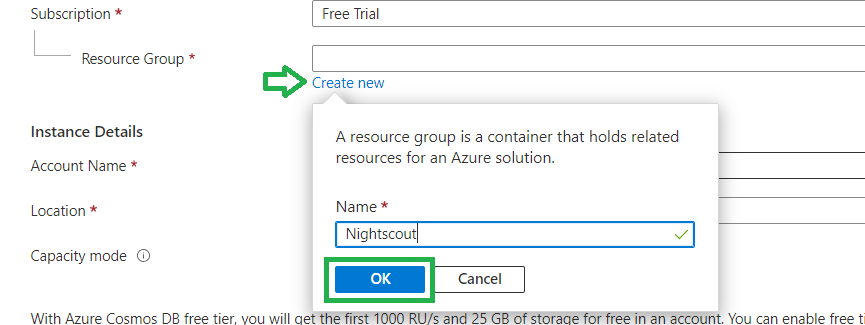 Subscription *
Free Trial
Resource Group *
Create new
A resource group is a container that holds related
resources for an Azure solution.
Instance Details
Account Name *
Name *
Location *
Nightscout
Capacity mode
OK
Cancel
With Azure Cosmos DB free tier, you will get the first 1000 RU/s and 25 GB of storage for free in an account. You can enable free